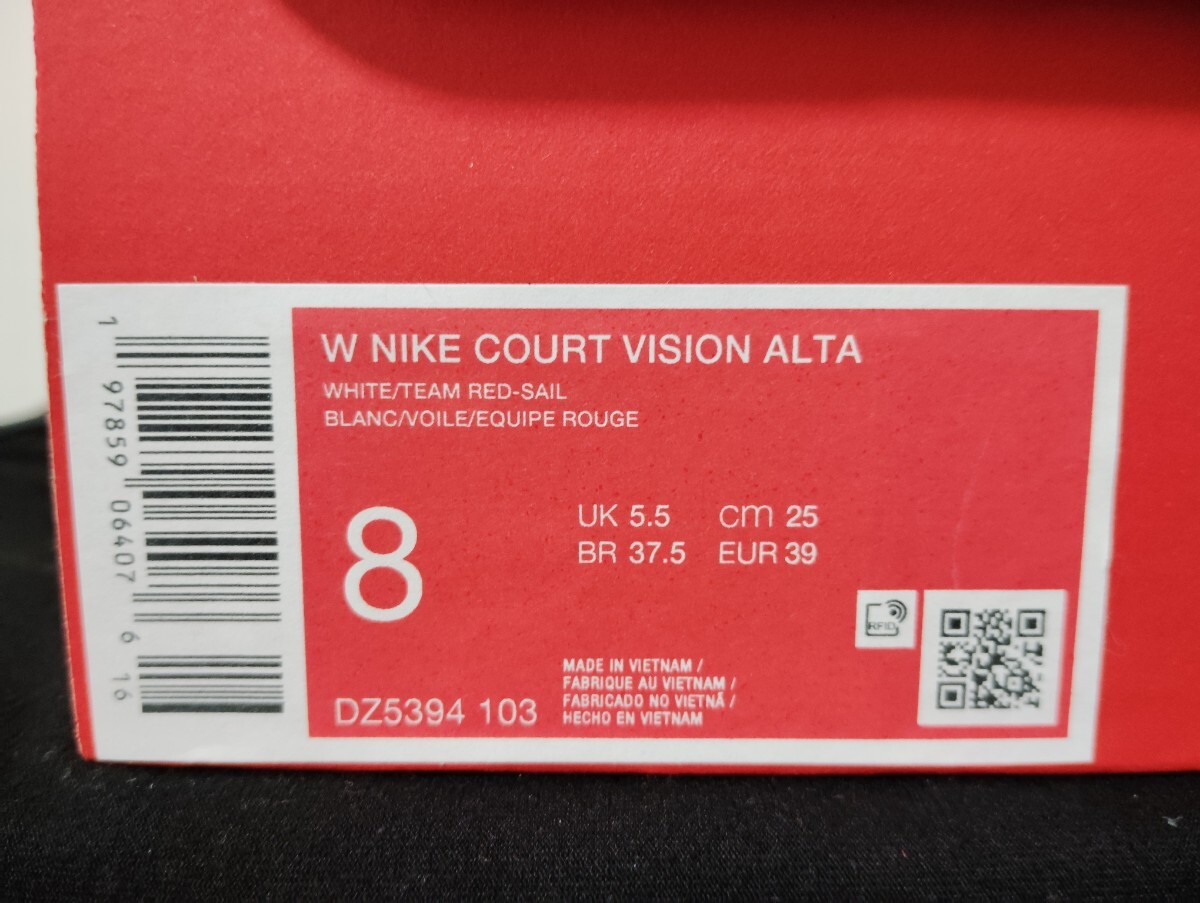 W NIKE COURT VISION ALTA
WHITE/TEAM RED-SAIL
BLANC/VOILE/EQUIPE ROUGE
8
UK 5.5 cm 25
BR 37.5 EUR 39
RFID
MADE IN VIETNAM /
FABRIQUE AU VIETNAM /
FABRICADO NO VIETNÃ /
HECHO EN VIETNAM
DZ5394 103
1 97859 06407 6 16